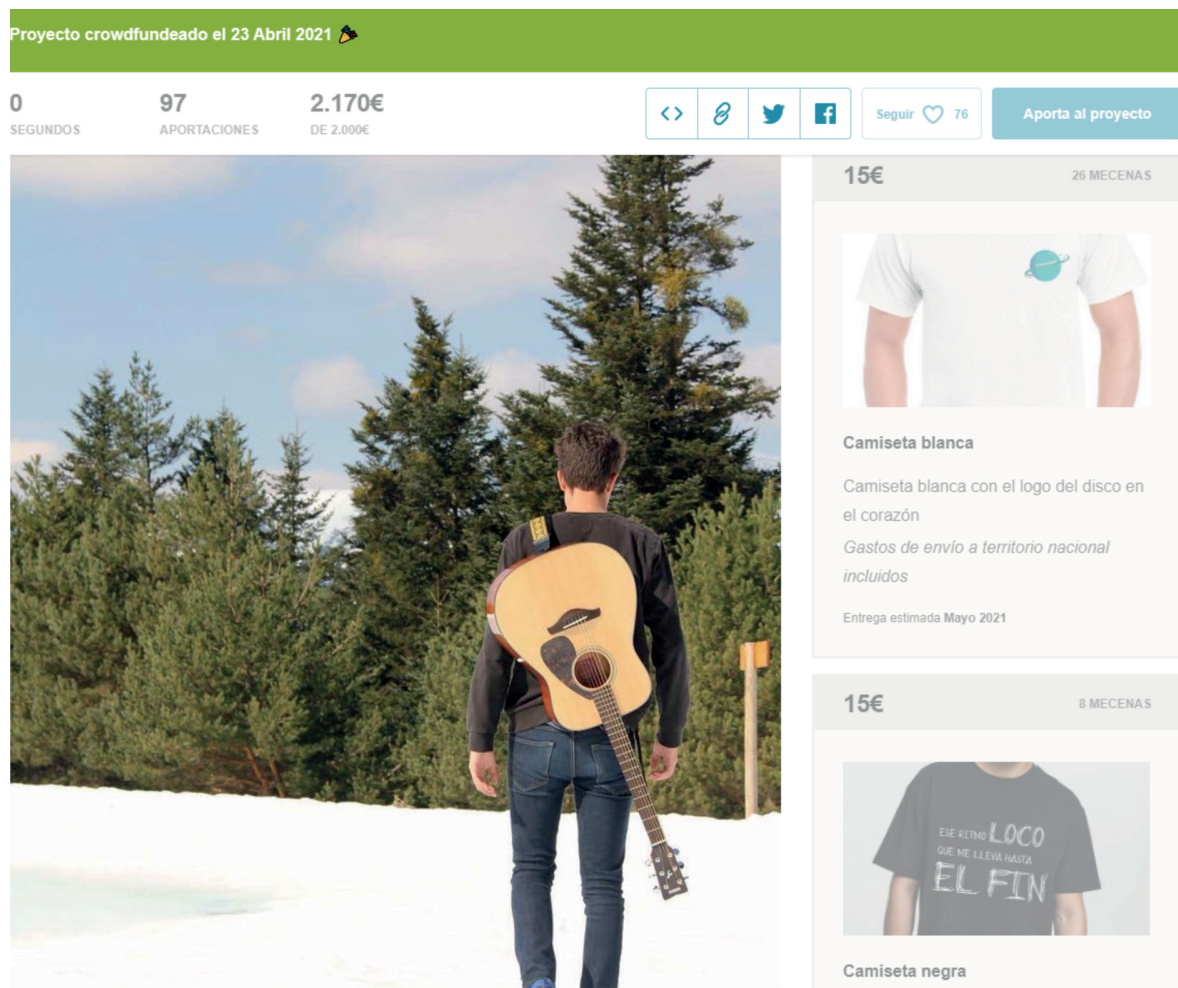 Proyecto crowdfundeado el 23 Abril 2021
0
SEGUNDOS
97
APORTACIONES
2.170€
DE 2.000€
Seguir 76
Aporta al proyecto
15€
26 MECENAS
Camiseta blanca
Camiseta blanca con el logo del disco en
el corazón
Gastos de envío a territorio nacional
incluidos
Entrega estimada Mayo 2021
15€
8 MECENAS
ESE RITMO LOCO
QUE ME LLEVA HASTA
EL FIN
Camiseta negra